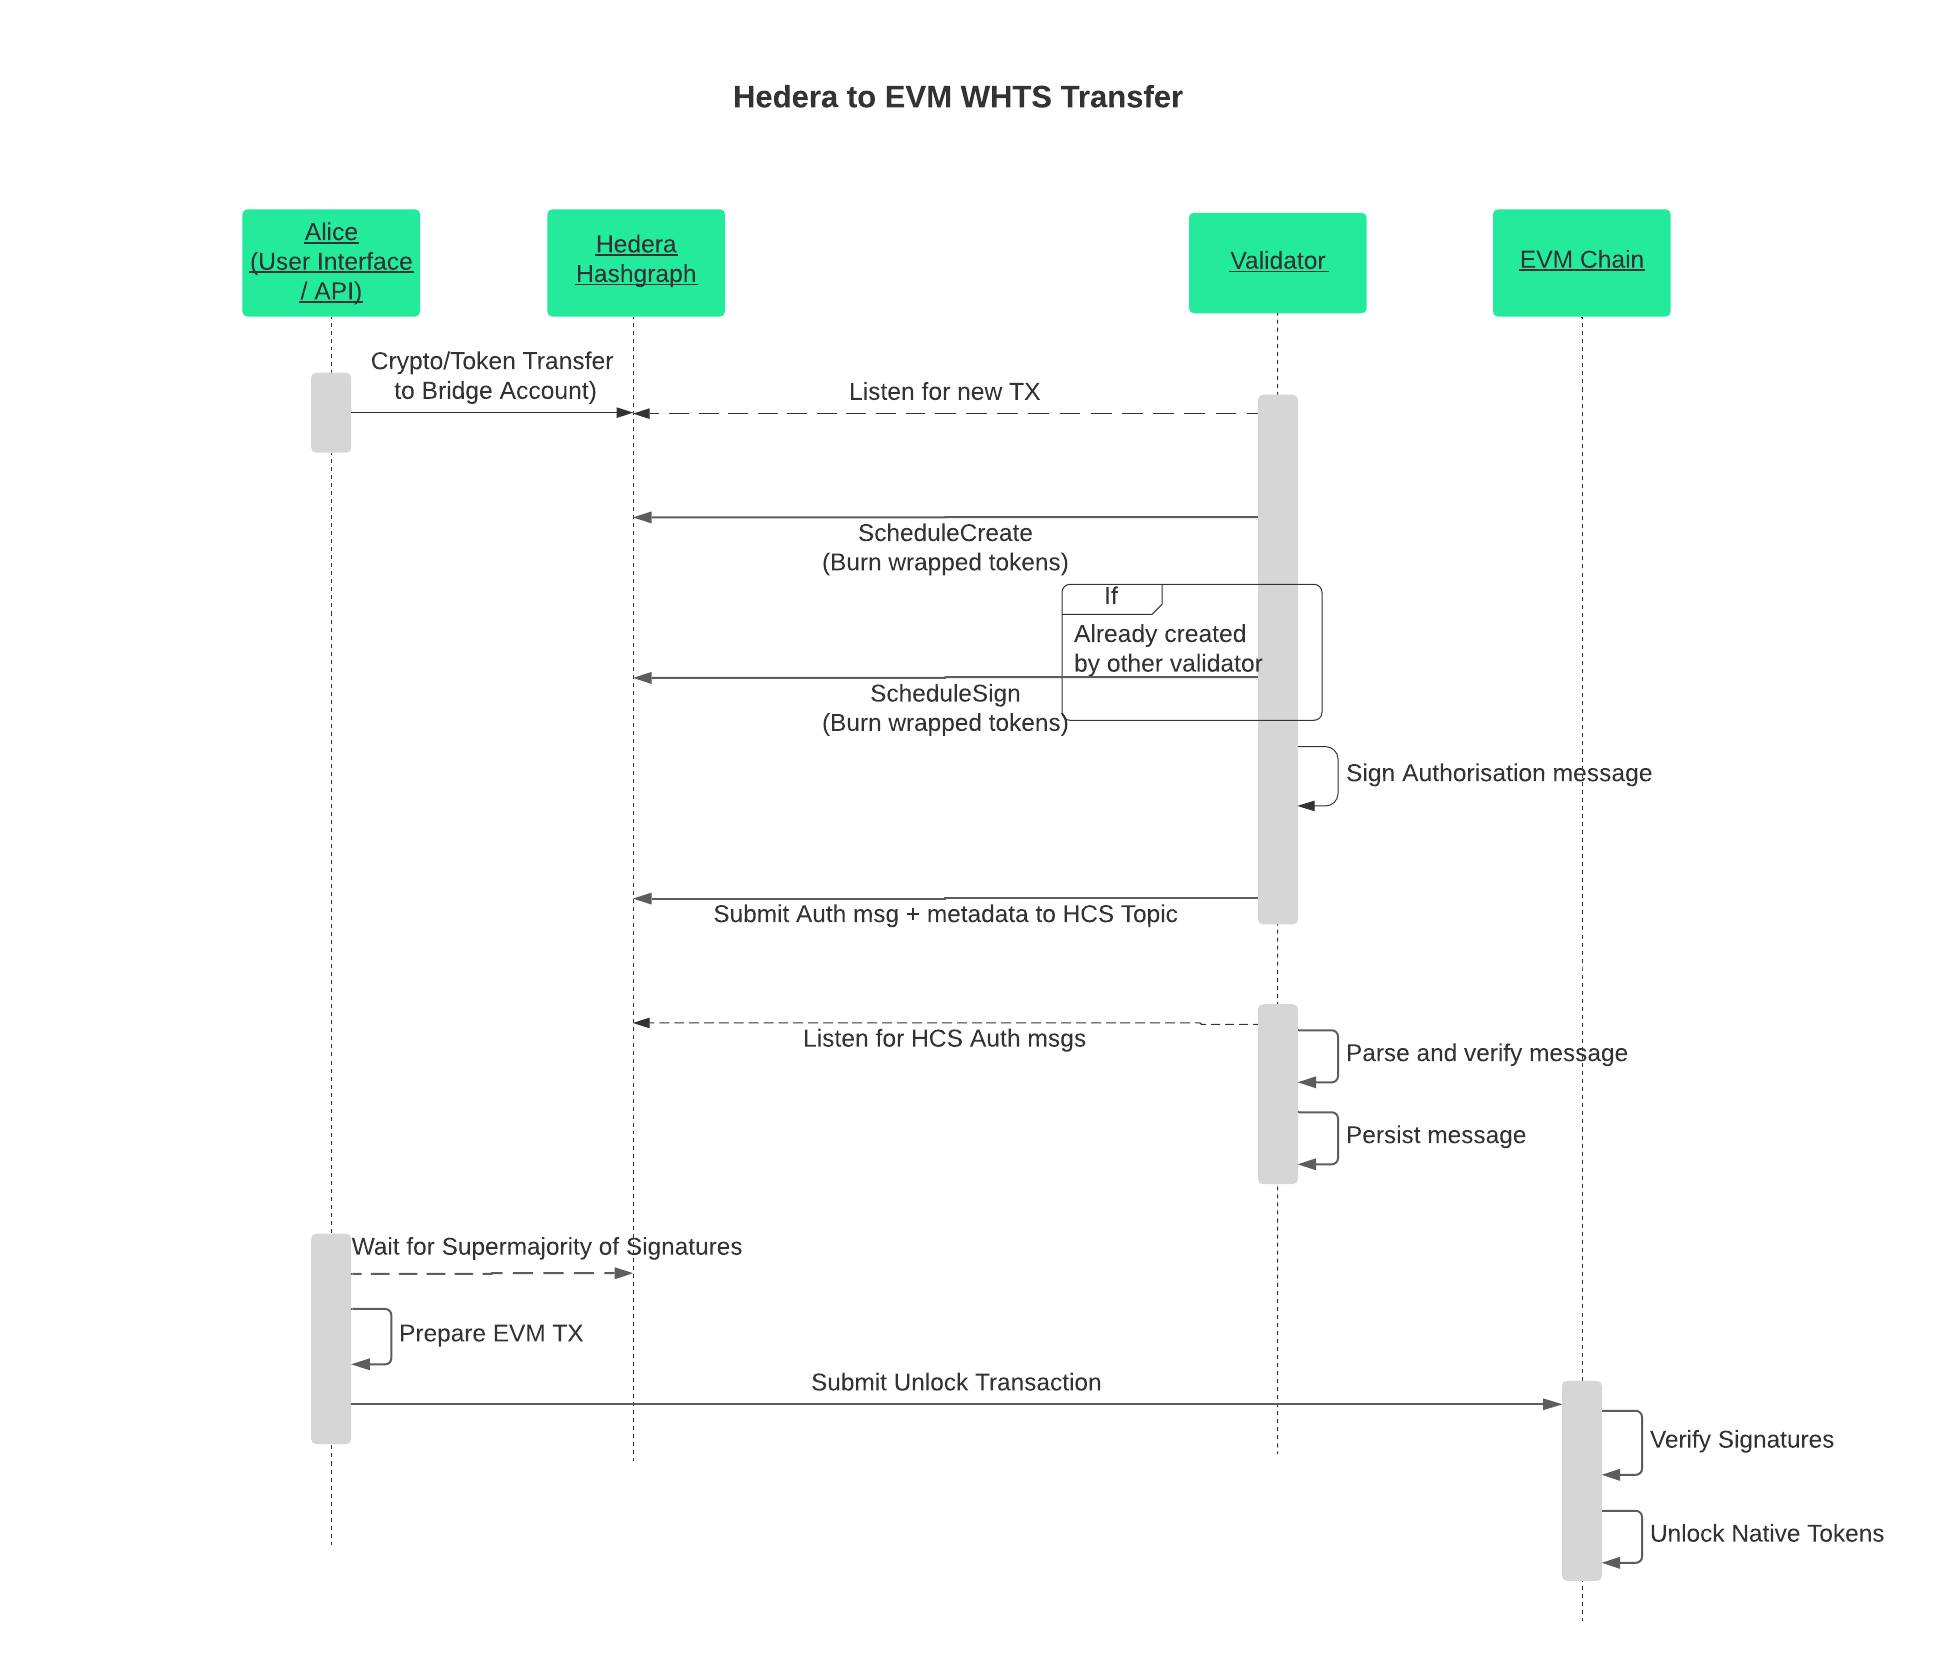 Hedera to EVM WHTS Transfer
Alice
(User Interface
/ API)
Hedera
Hashgraph
Validator
EVM Chain
Crypto/Token Transfer
to Bridge Account)
Listen for new TX
ScheduleCreate
(Burn wrapped tokens)
If
Already created
by other validator
ScheduleSign
(Burn wrapped tokens)
Sign Authorisation message
Submit Auth msg + metadata to HCS Topic
Listen for HCS Auth msgs
Parse and verify message
Persist message
Wait for Supermajority of Signatures
Prepare EVM TX
Submit Unlock Transaction
Verify Signatures
Unlock Native Tokens